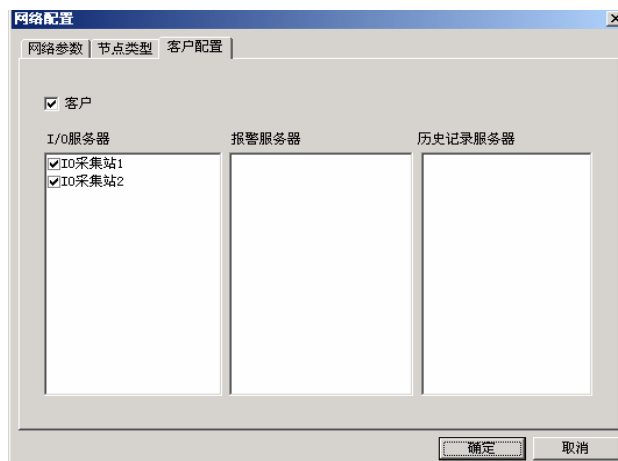 网络配置
网络参数 节点类型 客户配置
客户
I/O服务器 报警服务器 历史记录服务器
IO采集站1
IO采集站2
确定 取消